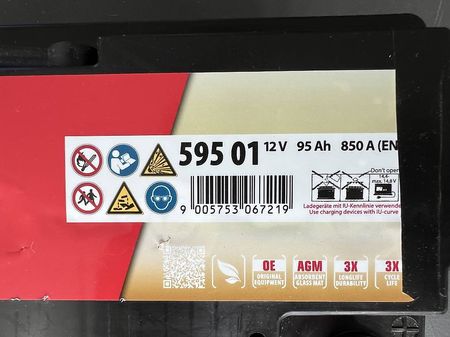 595 01 12 V 95 Ah 850 A (EN
Don't open
14,4-
max. 14,8 V
Ladegeräte mit IU-Kennlinie verwende
Use charging devices with IU-curve
9 005753 067219
OE AGM 3X 3X
ORIGINAL EQUIPMENT ABSORBENT GLASS MAT LONGLIFE DURABILITY CYCLE LIFE